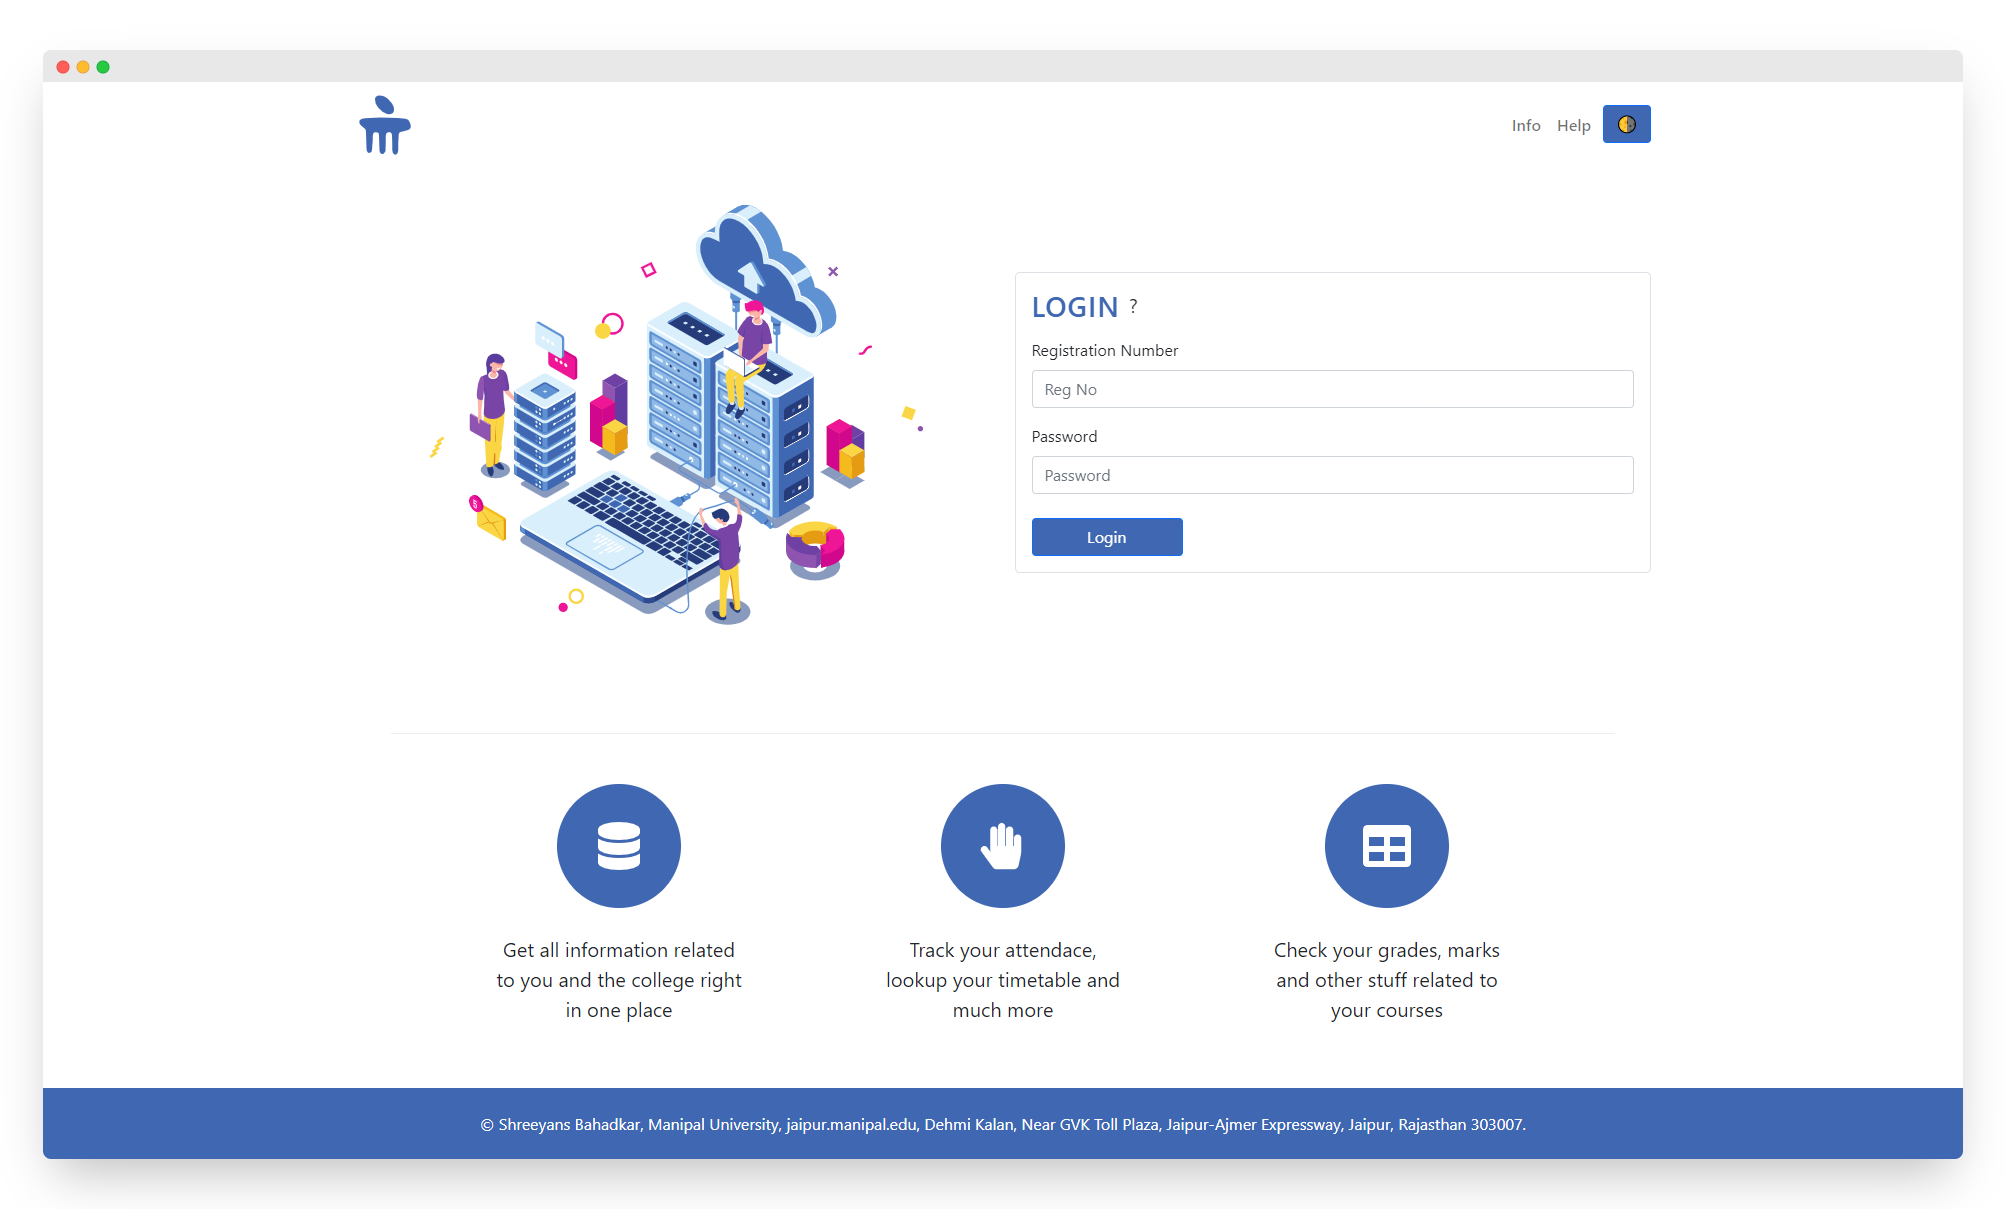 Info Help
LOGIN ?
Registration Number
Reg No
Password
Password
Login
Get all information related
to you and the college right
in one place
Track your attendace,
lookup your timetable and
much more
Check your grades, marks
and other stuff related to
your courses
© Shreeyans Bahadkar, Manipal University, jaipur.manipal.edu, Dehmi Kalan, Near GVK Toll Plaza, Jaipur-Ajmer Expressway, Jaipur, Rajasthan 303007.